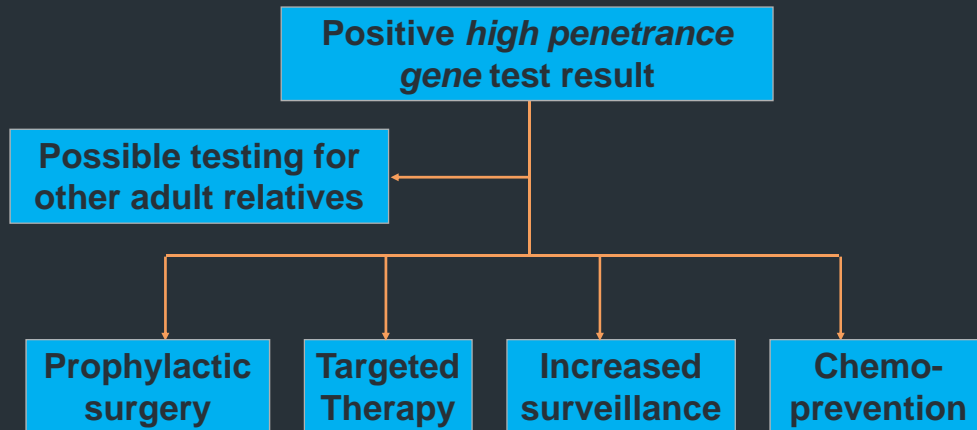 Positive high penetrance
gene test result
Possible testing for
other adult relatives
Prophylactic
surgery
Targeted
Therapy
Increased
surveillance
Chemo-
prevention